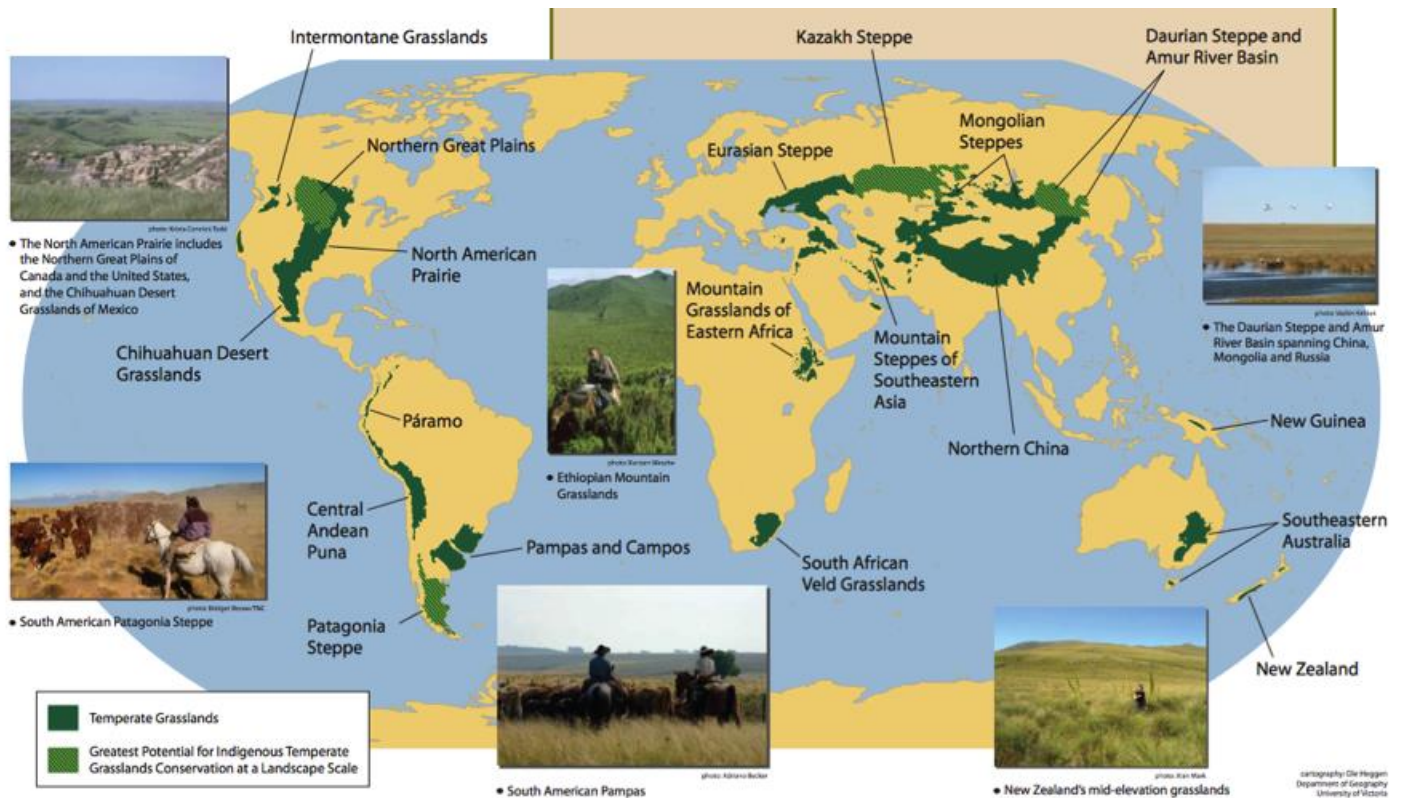 Intermontane Grasslands
Kazakh Steppe
Daurian Steppe and
Amur River Basin
Northern Great Plains
Eurasian Steppe
Mongolian
Steppes
• The North American Prairie includes
the Northern Great Plains of
Canada and the United States,
and the Chihuahuan Desert
Grasslands of Mexico
North American
Prairie
Mountain
Grasslands of
Eastern Africa
• The Daurian Steppe and Amur
River Basin spanning China,
Mongolia and Russia
Chihuahuan Desert
Grasslands
Mountain
Steppes of
Southeastern
Asia
Páramo
New Guinea
Northern China
• Ethiopian Mountain
Grasslands
Central
Andean
Puna
Pampas and Campos
South African
Veld Grasslands
Southeastern
Australia
• South American Patagonia Steppe
Patagonia
Steppe
New Zealand
Temperate Grasslands
Greatest Potential for Indigenous Temperate
Grasslands Conservation at a Landscape Scale
photo: Adriano Becker
• South American Pampas
photo: Alan Mark
• New Zealand's mid-elevation grasslands
cartography: Ole Heggen
Department of Geography
University of Victoria